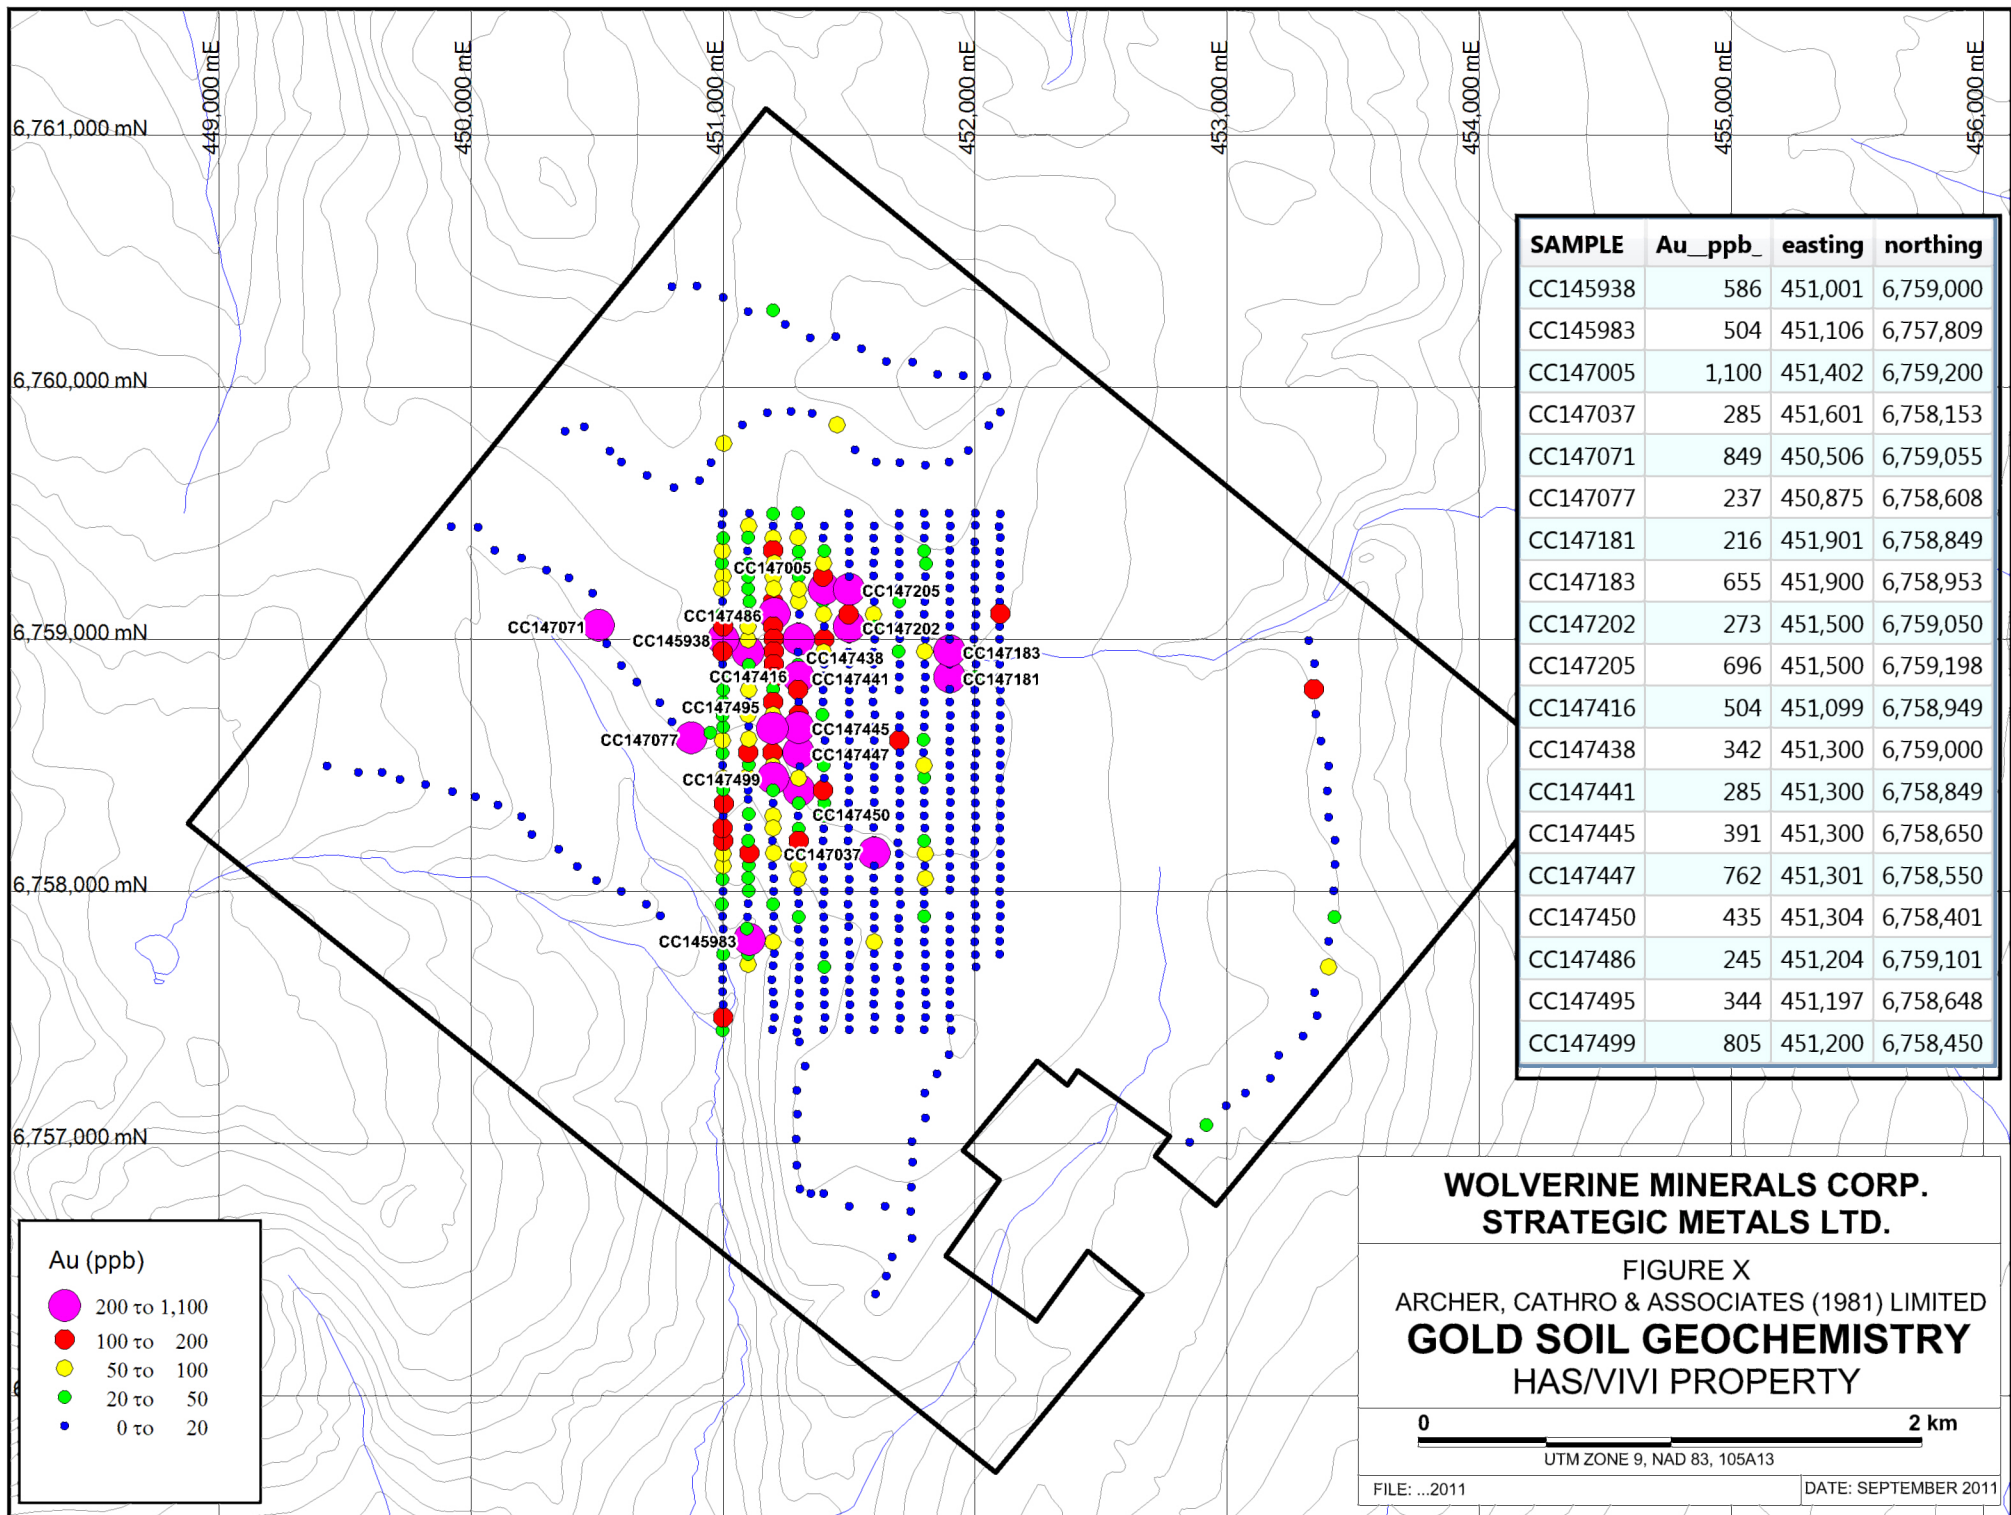 449,000 mE
450,000 mE
451,000 mE
452,000 mE
453,000 mE
454,000 mE
455,000 mE
456,000 mE
6,761,000 mN
6,760,000 mN
6,759,000 mN
6,758,000 mN
6,757,000 mN
CC147005
CC147205
CC147486
CC147071
CC145938
CC147202
CC147438
CC147183
CC147416
CC147441
CC147181
CC147495
CC147445
CC147077
CC147447
CC147499
CC147450
CC147037
CC145983
SAMPLE Au__ppb_ easting northing
CC145938 586 451,001 6,759,000
CC145983 504 451,106 6,757,809
CC147005 1,100 451,402 6,759,200
CC147037 285 451,601 6,758,153
CC147071 849 450,506 6,759,055
CC147077 237 450,875 6,758,608
CC147181 216 451,901 6,758,849
CC147183 655 451,900 6,758,953
CC147202 273 451,500 6,759,050
CC147205 696 451,500 6,759,198
CC147416 504 451,099 6,758,949
CC147438 342 451,300 6,759,000
CC147441 285 451,300 6,758,849
CC147445 391 451,300 6,758,650
CC147447 762 451,301 6,758,550
CC147450 435 451,304 6,758,401
CC147486 245 451,204 6,759,101
CC147495 344 451,197 6,758,648
CC147499 805 451,200 6,758,450
Au (ppb)
200 το 1,100
100 το 200
50 το 100
20 το 50
0 το 20
WOLVERINE MINERALS CORP.
STRATEGIC METALS LTD.
FIGURE X
ARCHER, CATHRO & ASSOCIATES (1981) LIMITED
GOLD SOIL GEOCHEMISTRY
HAS/VIVI PROPERTY
0 2 km
UTM ZONE 9, NAD 83, 105A13
FILE: ...2011 DATE: SEPTEMBER 2011